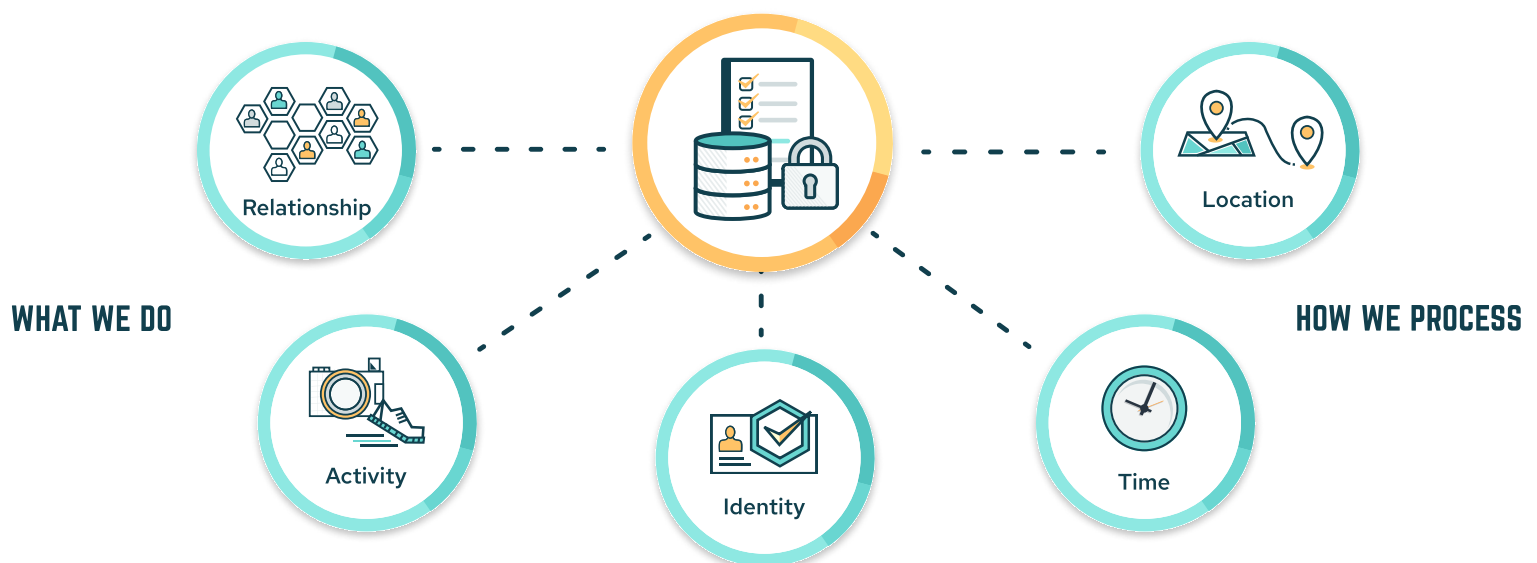 Relationship
Location
WHAT WE DO
HOW WE PROCESS
Activity
Time
Identity